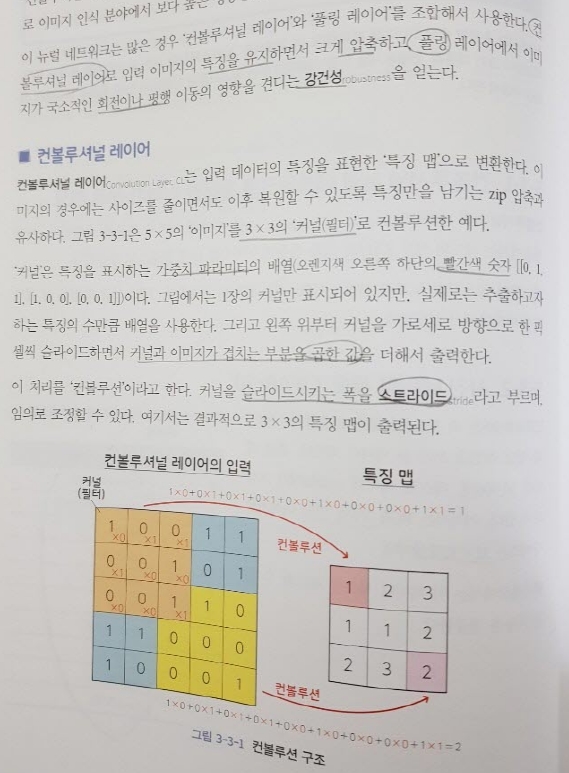 로 이미지 인식 분야에서 보다 높은
이 뉴럴 네트워크는 많은 경우 '컨볼루셔널 레이어'와 '풀링 레이어'를 조합해서 사용한다. 컨
볼루셔널 레이어로 입력 이미지의 특징을 유지하면서 크게 압축하고, 풀링 레이어에서 이미
지가 국소적인 회전이나 평행 이동의 영향을 견디는 강건성robustness을 얻는다.
■ 컨볼루셔널 레이어
컨볼루셔널 레이어Convolution Layer, CL는 입력 데이터의 특징을 표현한 '특징 맵'으로 변환한다. 이
미지의 경우에는 사이즈를 줄이면서도 이후 복원할 수 있도록 특징만을 남기는 zip 압축과
유사하다. 그림 3-3-1은 5×5의 '이미지'를 3×3의 '커널(필터)'로 컨볼루션한 예다.
'커널'은 특징을 표시하는 가중치 파라미터의 배열(오렌지색 오른쪽 하단의 빨간색 숫자 [[0, 1,
1], [1, 0, 0], [0, 0, 1]])이다. 그림에서는 1장의 커널만 표시되어 있지만, 실제로는 추출하고자
하는 특징의 수만큼 배열을 사용한다. 그리고 왼쪽 위부터 커널을 가로세로 방향으로 한 픽
셀씩 슬라이드하면서 커널과 이미지가 겹치는 부분을 곱한 값을 더해서 출력한다.
이 처리를 '컨볼루션'이라고 한다. 커널을 슬라이드시키는 폭을 스트라이드stride라고 부르며,
임의로 조정할 수 있다. 여기서는 결과적으로 3×3의 특징 맵이 출력된다.
컨볼루셔널 레이어의 입력
특징 맵
커널
(필터)
1×0+0×1+0×1+0×1+0×0+1×0+0×0+0×0+1×1=1
1×0 0×1 0×1 1 1
0×1 0×0 1×0 0 1
0×0 0×0 1×1 1 0
1 1 0 0 0
1 0 0 0 1
컨볼루션
1 2 3
1 1 2
2 3 2
컨볼루션
1×0+0×1+0×1+0×1+0×0+1×0+0×0+0×0+1×1=2
그림 3-3-1 컨볼루션 구조